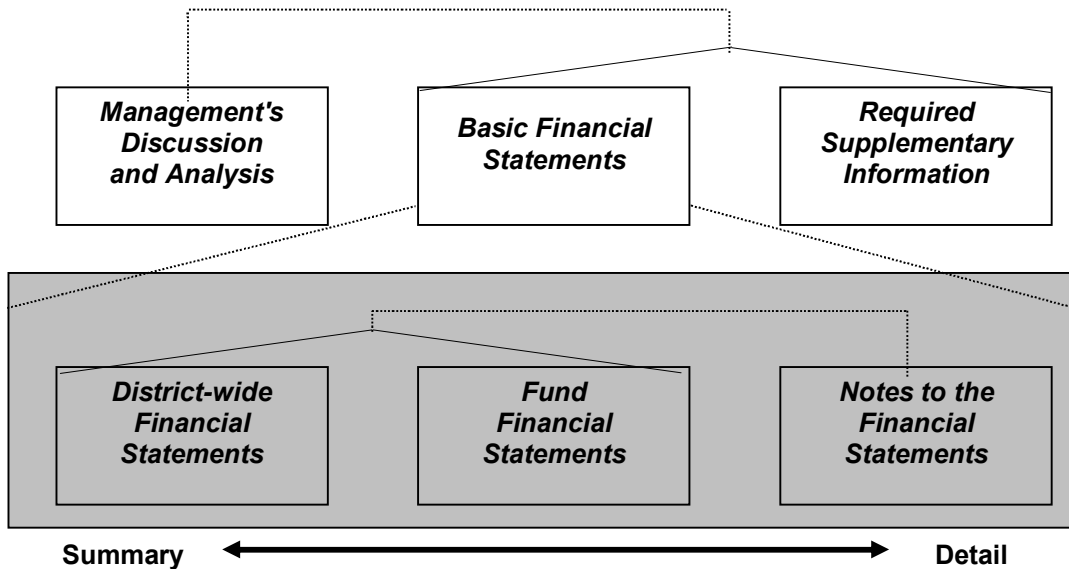 Management's
Discussion
and Analysis
Basic Financial
Statements
Required
Supplementary
Information
District-wide
Financial
Statements
Fund
Financial
Statements
Notes to the
Financial
Statements
Summary
Detail